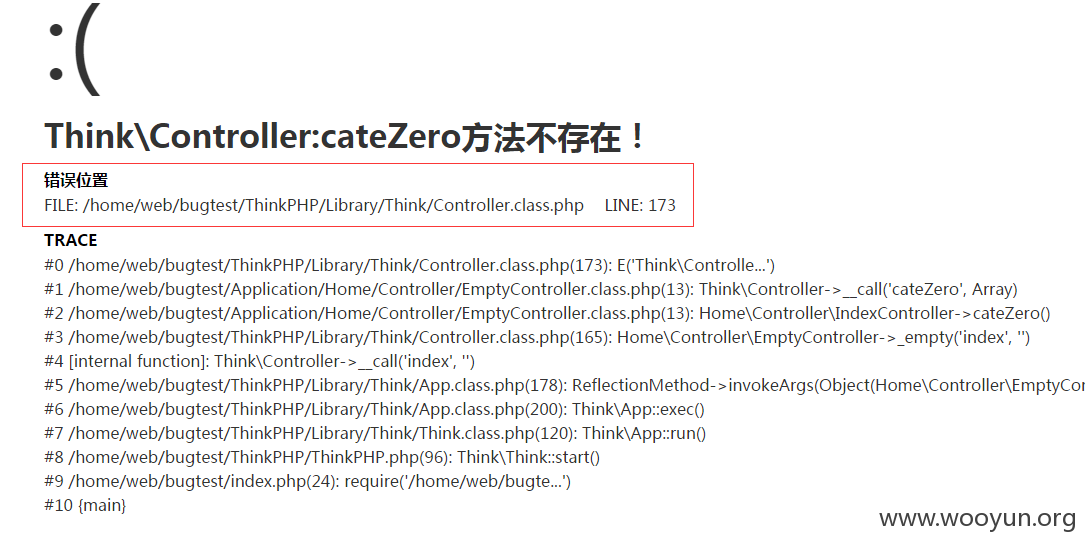 :(
Think\Controller:cateZero方法不存在！
错误位置
FILE: /home/web/bugtest/ThinkPHP/Library/Think/Controller.class.php LINE: 173
TRACE
#0 /home/web/bugtest/ThinkPHP/Library/Think/Controller.class.php(173): E('Think\Controlle...')
#1 /home/web/bugtest/Application/Home/Controller/EmptyController.class.php(13): Think\Controller->__call('cateZero', Array)
#2 /home/web/bugtest/Application/Home/Controller/EmptyController.class.php(13): Home\Controller\IndexController->cateZero()
#3 /home/web/bugtest/ThinkPHP/Library/Think/Controller.class.php(165): Home\Controller\EmptyController->_empty('index', '')
#4 [internal function]: Think\Controller->__call('index', '')
#5 /home/web/bugtest/ThinkPHP/Library/Think/App.class.php(178): ReflectionMethod->invokeArgs(Object(Home\Controller\EmptyCon
#6 /home/web/bugtest/ThinkPHP/Library/Think/App.class.php(200): Think\App::exec()
#7 /home/web/bugtest/ThinkPHP/Library/Think/Think.class.php(120): Think\App::run()
#8 /home/web/bugtest/ThinkPHP/ThinkPHP.php(96): Think\Think::start()
#9 /home/web/bugtest/index.php(24): require('/home/web/bugte...')
#10 {main}
www.wooyun.org